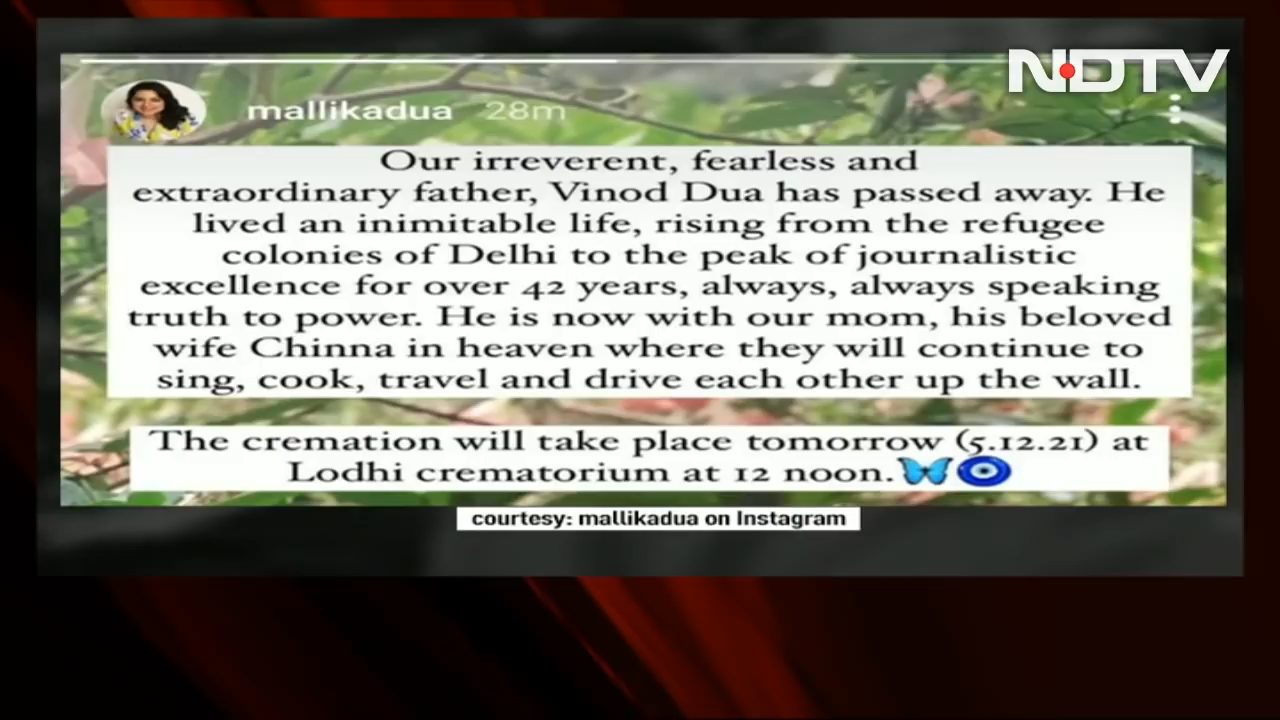 NDTV
mallikadua 28m
Our irreverent, fearless and
extraordinary father, Vinod Dua has passed away. He
lived an inimitable life, rising from the refugee
colonies of Delhi to the peak of journalistic
excellence for over 42 years, always, always speaking
truth to power. He is now with our mom, his beloved
wife Chinna in heaven where they will continue to
sing, cook, travel and drive each other up the wall.
The cremation will take place tomorrow (5.12.21) at
Lodhi crematorium at 12 noon.🦋🧿
courtesy: mallikadua on Instagram